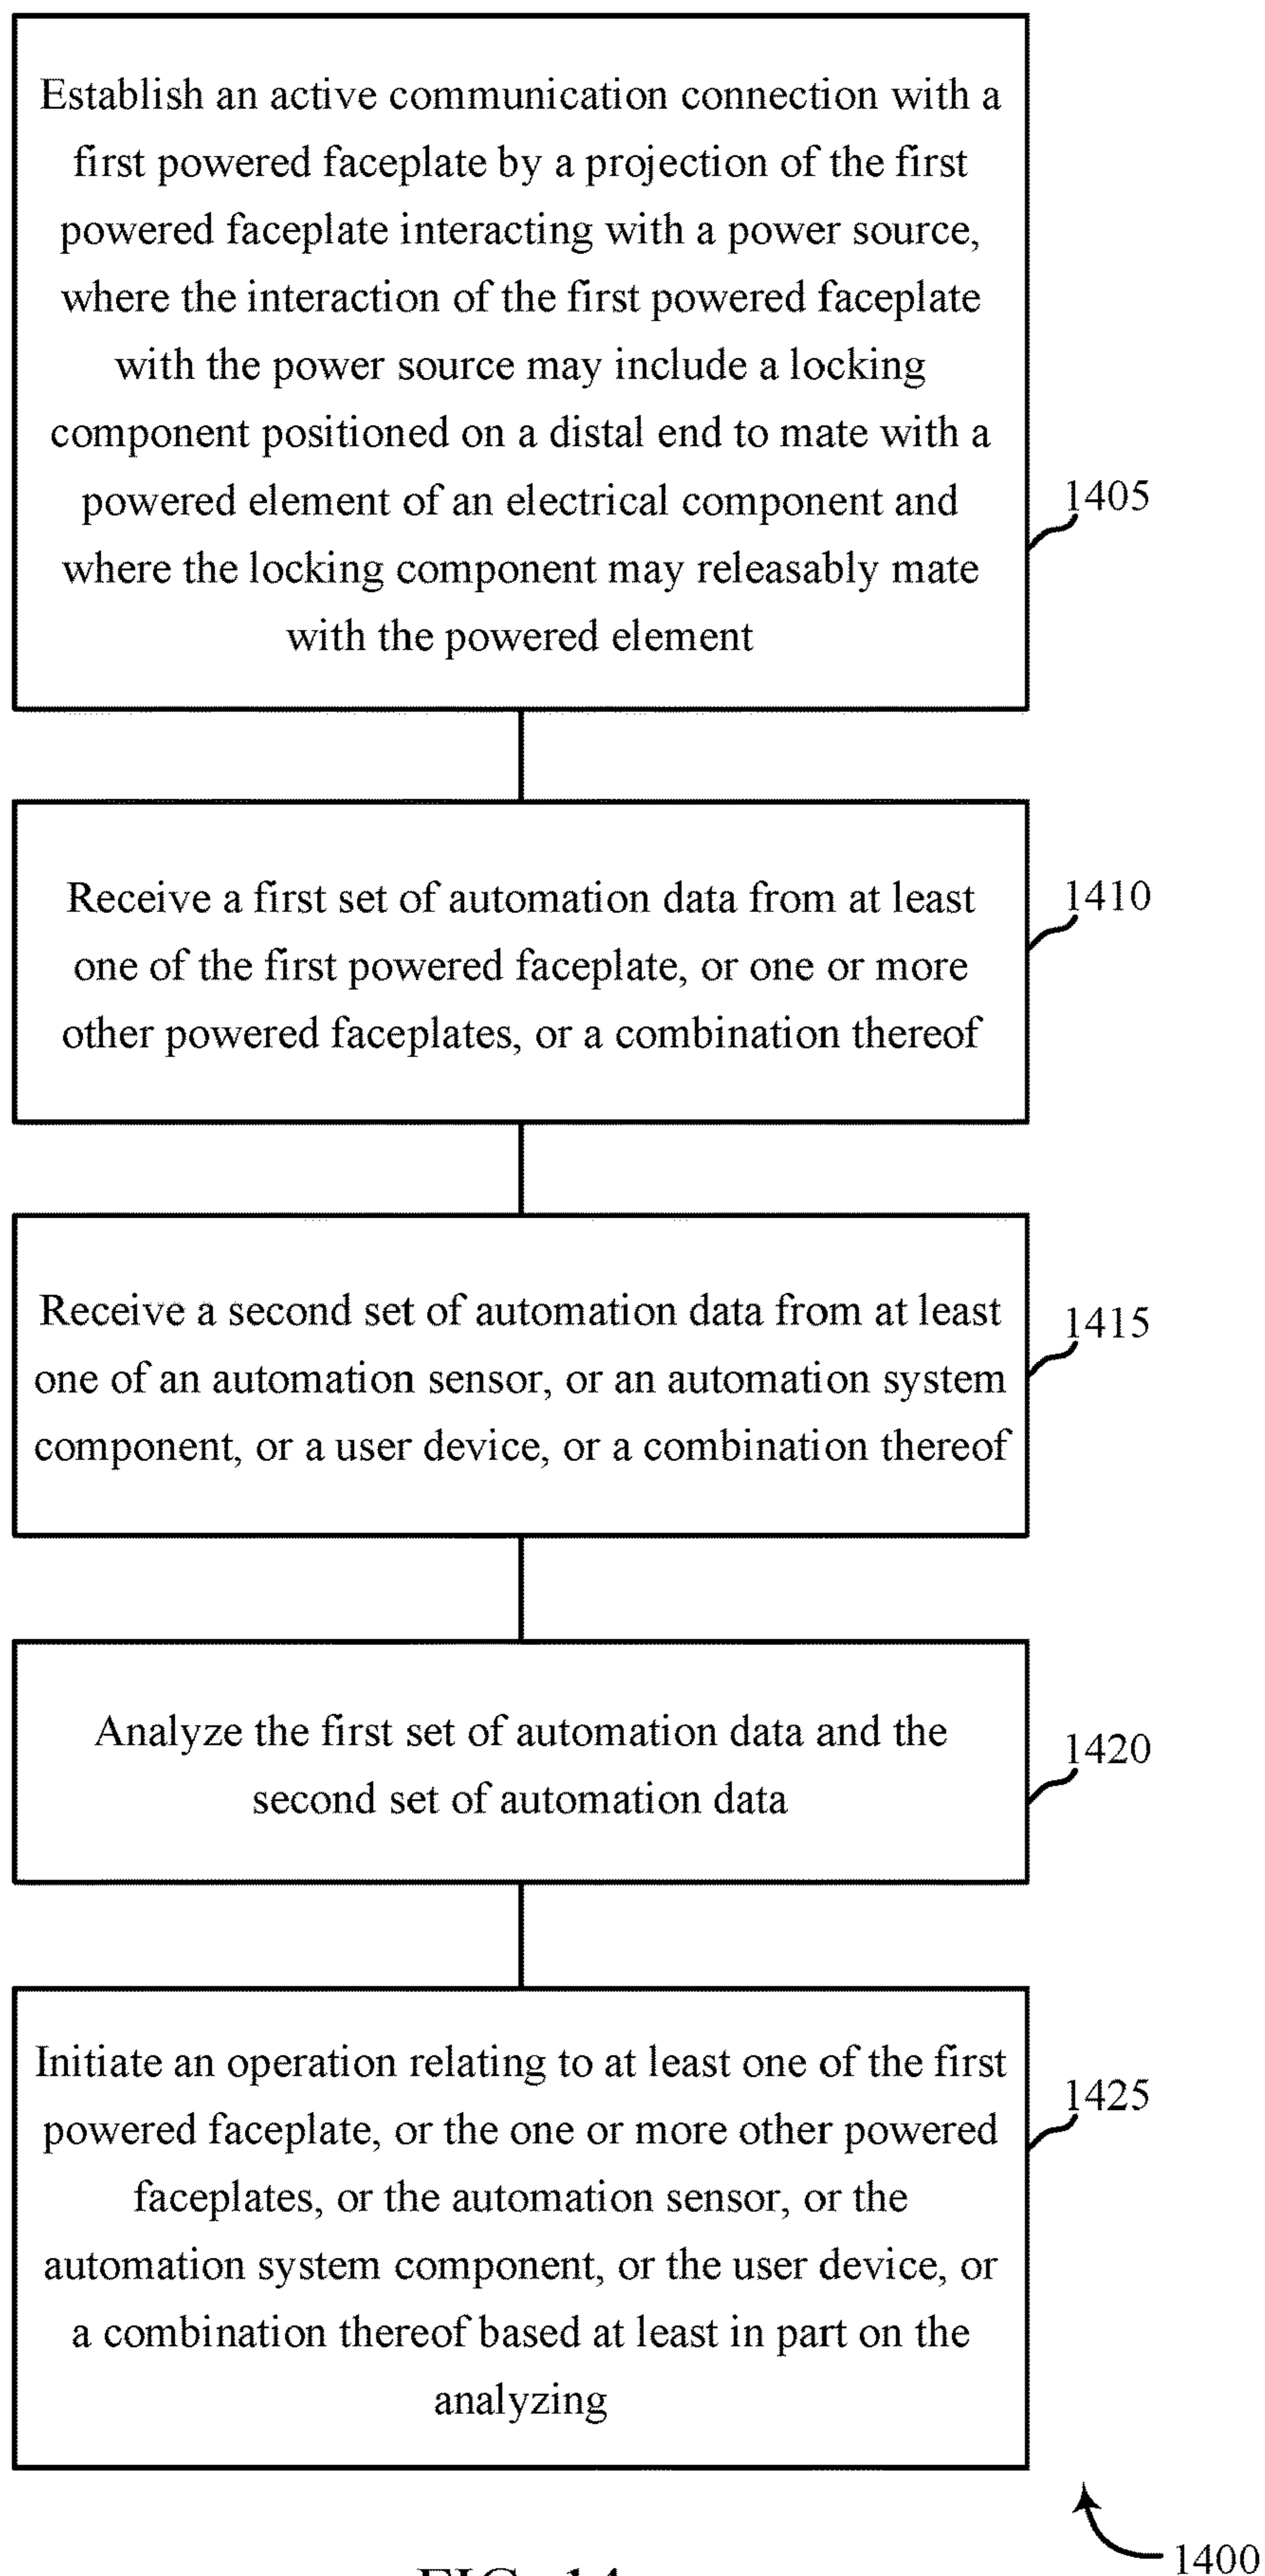 Establish an active communication connection with a
first powered faceplate by a projection of the first
powered faceplate interacting with a power source,
where the interaction of the first powered faceplate
with the power source may include a locking
component positioned on a distal end to mate with a
powered element of an electrical component and
where the locking component may releasably mate
with the powered element
1405
Receive a first set of automation data from at least
one of the first powered faceplate, or one or more
other powered faceplates, or a combination thereof
1410
Receive a second set of automation data from at least
one of an automation sensor, or an automation system
component, or a user device, or a combination thereof
1415
Analyze the first set of automation data and the
second set of automation data
1420
Initiate an operation relating to at least one of the first
powered faceplate, or the one or more other powered
faceplates, or the automation sensor, or the
automation system component, or the user device, or
a combination thereof based at least in part on the
analyzing
1425
1400